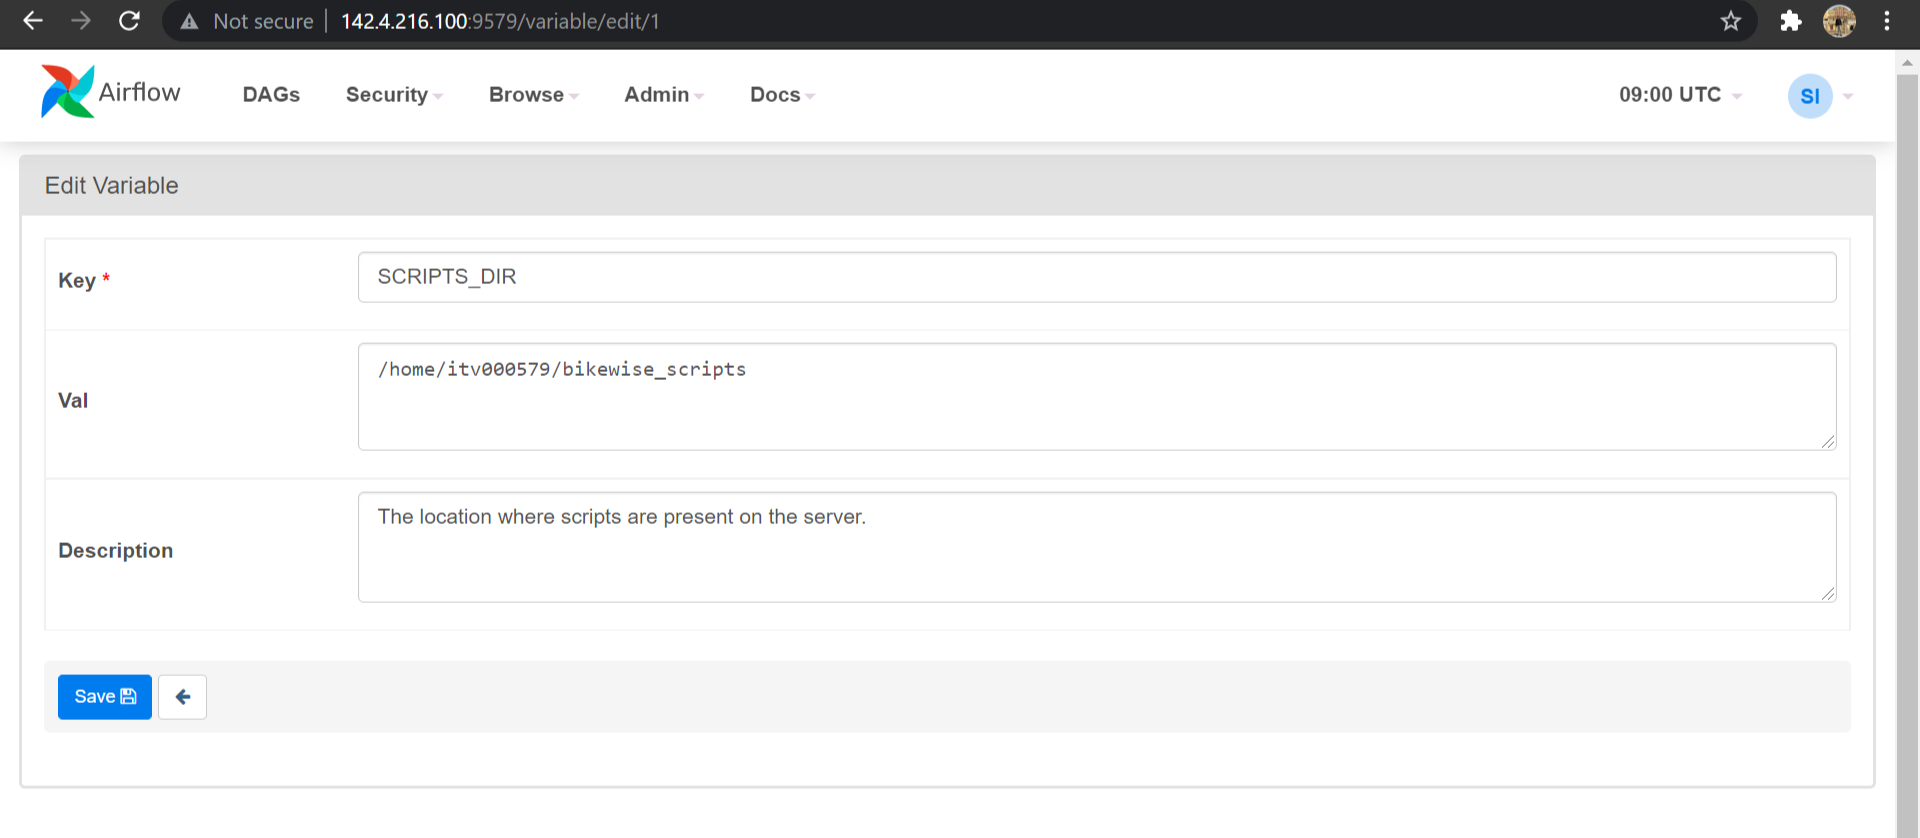 Not secure | 142.4.216.100:9579/variable/edit/1
Airflow DAGs Security Browse Admin Docs 09:00 UTC SI
Edit Variable
Key * SCRIPTS_DIR
Val /home/itv000579/bikewise_scripts
Description The location where scripts are present on the server.
Save